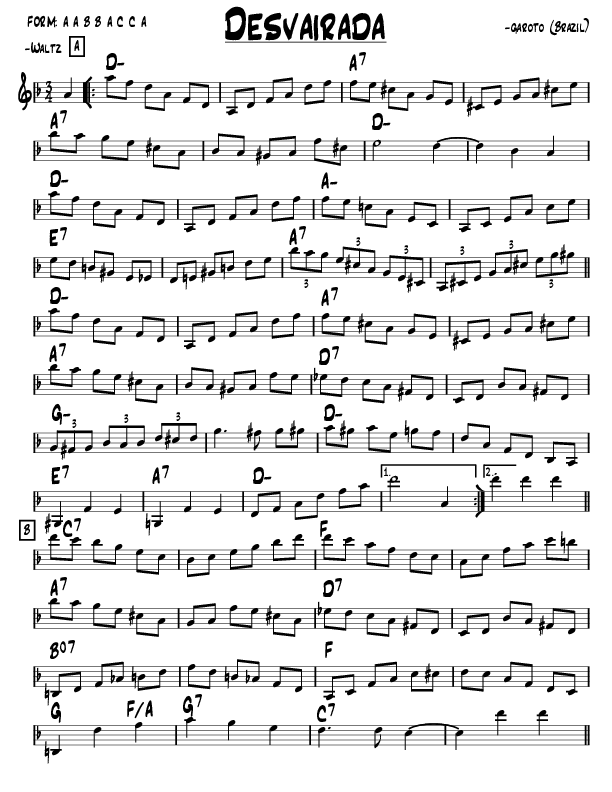 FORM: A A B B A C C A
DESVAIRADA
-GAROTO (BRAZIL)
-WALTZ A
D- A7
A7 D-
D- A-
E7 A7
3 3 3 3 3 3
D- A7
A7 D7
G- D-
3 3 3
E7 A7 D- 1. 2.
B C7 F
A7 D7
B07 F
G F/A G7 C7